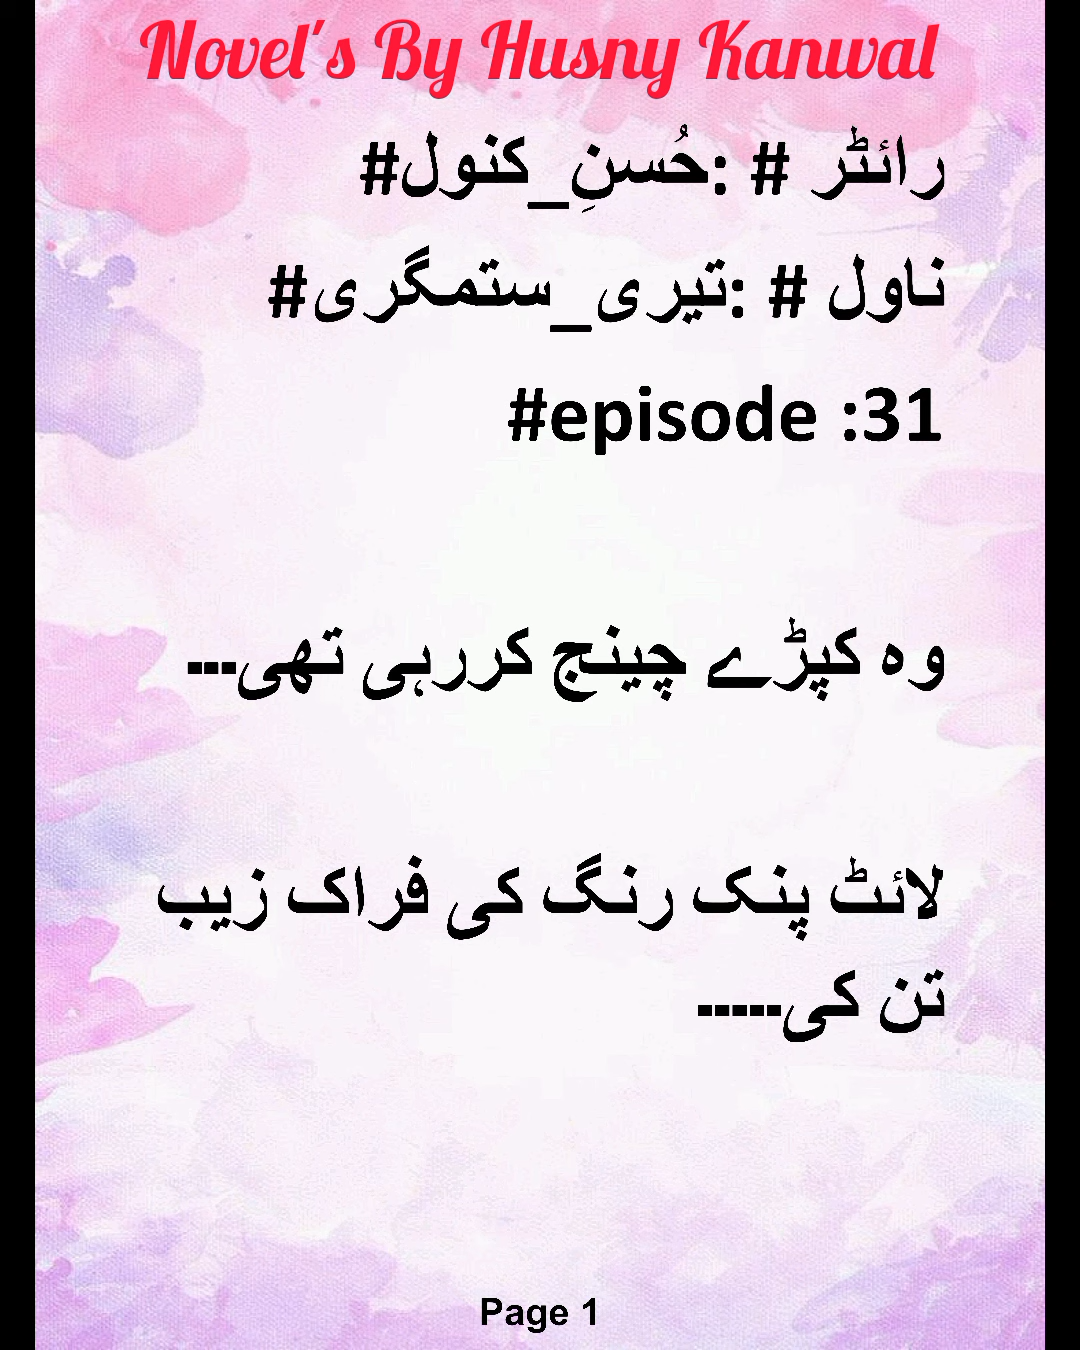 Novel's By Husny Kanwal
رائٹر # :حُسنِ_کنول#
ناول # :تیری_ستمگری#
#episode :31
وہ کپڑے چینج کررہی تھی...
لائٹ پنک رنگ کی فراک زیب
تن کی.....
Page 1